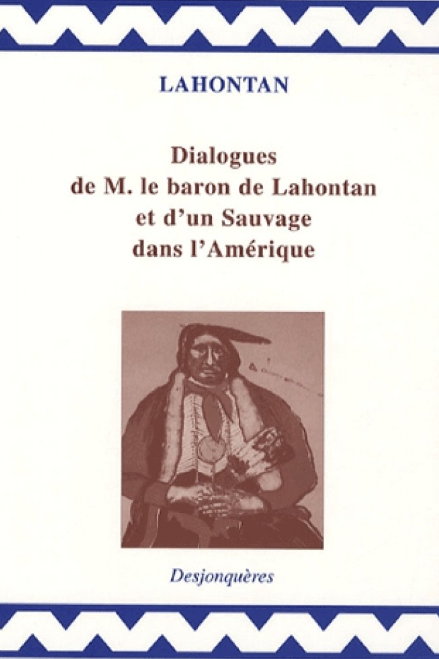 LAHONTAN
Dialogues
de M. le baron de Lahontan
et d'un Sauvage
dans l'Amérique
Desjonquères